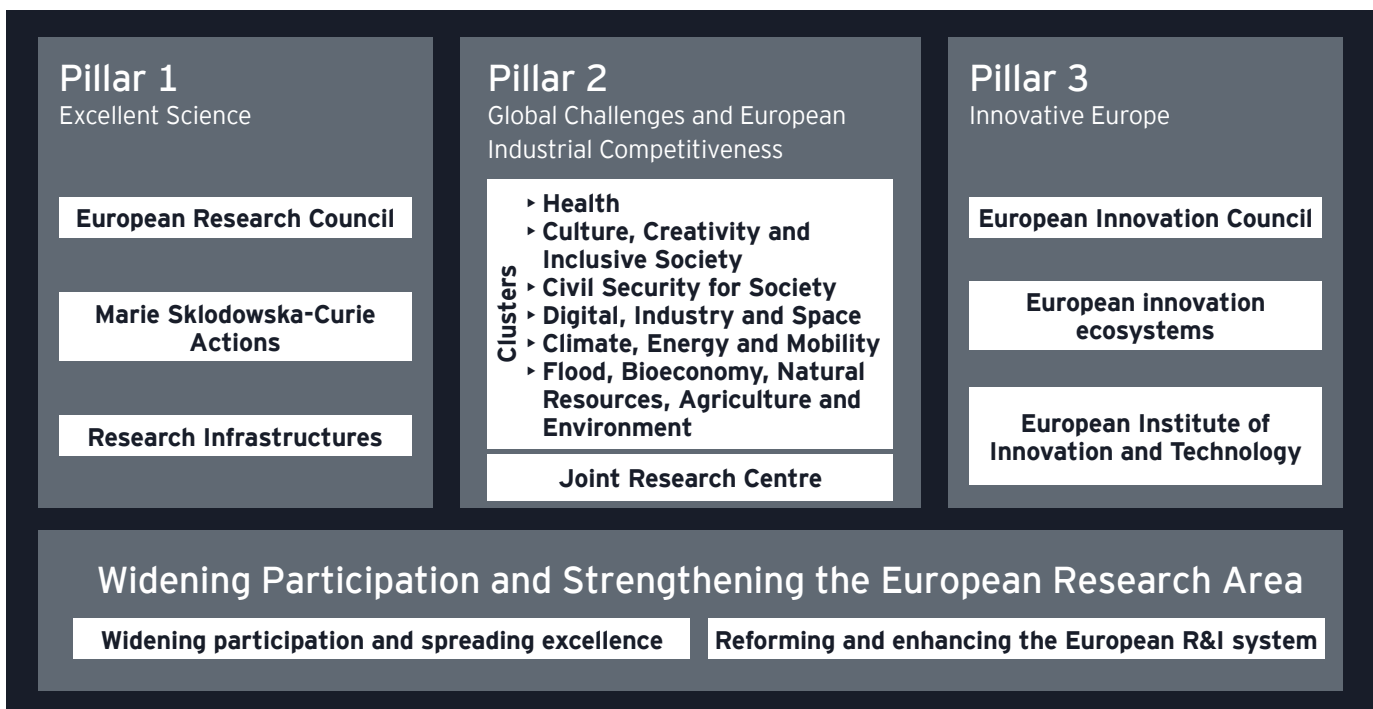 Pillar 1
Excellent Science
European Research Council
Marie Sklodowska-Curie
Actions
Research Infrastructures
Pillar 2
Global Challenges and European
Industrial Competitiveness
Clusters
‣ Health
‣ Culture, Creativity and
Inclusive Society
‣ Civil Security for Society
‣ Digital, Industry and Space
‣ Climate, Energy and Mobility
‣ Flood, Bioeconomy, Natural
Resources, Agriculture and
Environment
Joint Research Centre
Pillar 3
Innovative Europe
European Innovation Council
European innovation
ecosystems
European Institute of
Innovation and Technology
Widening Participation and Strengthening the European Research Area
Widening participation and spreading excellence
Reforming and enhancing the European R&I system